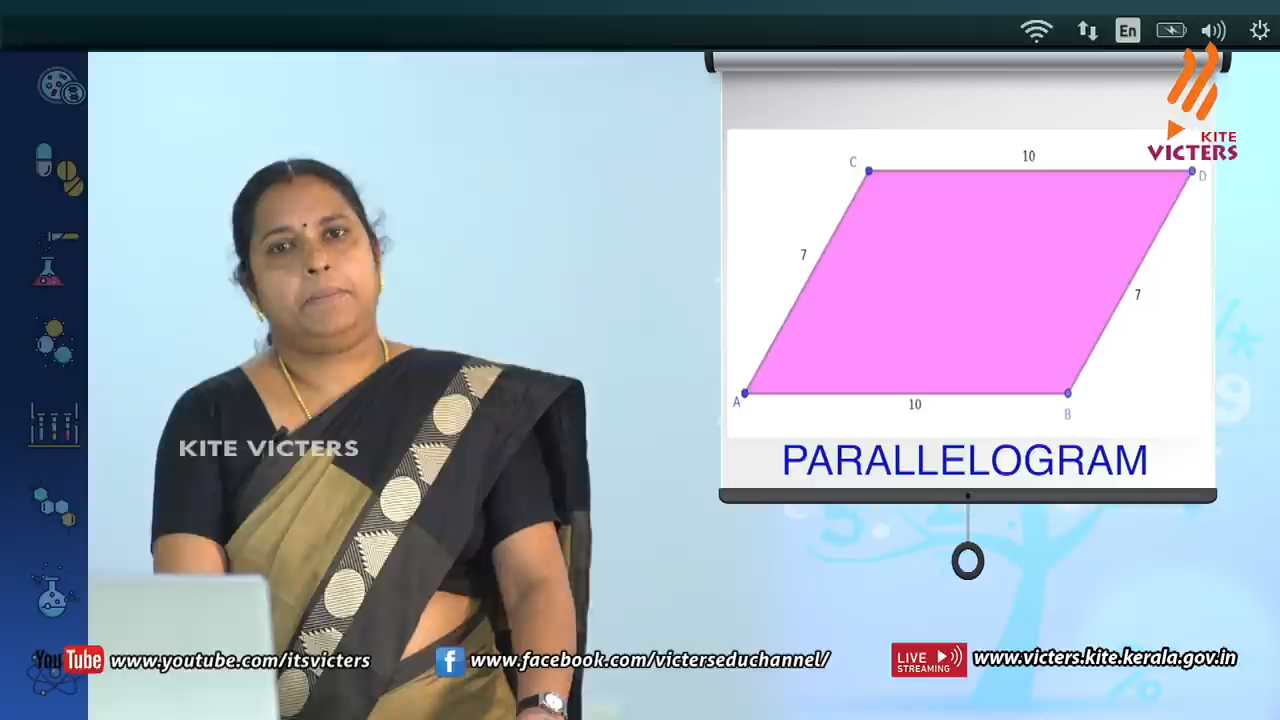 En
KITE
VICTERS
10
C
D
7
7
A
10
B
KITE VICTERS
PARALLELOGRAM
YouTube www.youtube.com/itsvicters
f www.facebook.com/victerseduchannel/
LIVE STREAMING www.victers.kite.kerala.gov.in